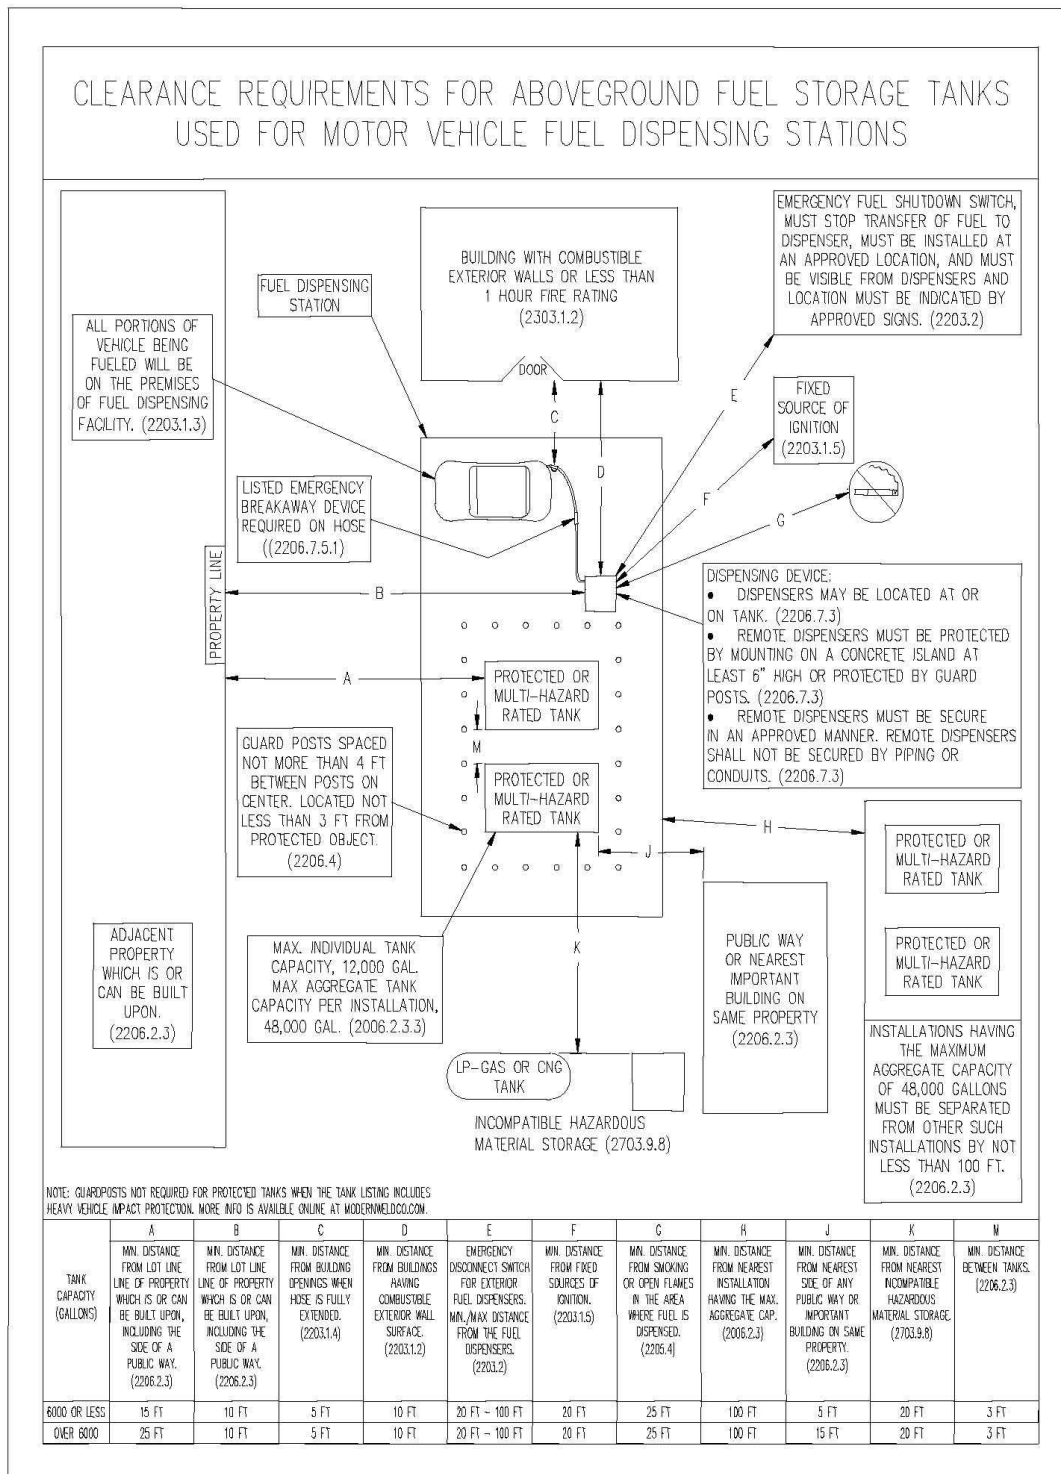 CLEARANCE REQUIREMENTS FOR ABOVEGROUND FUEL STORAGE TANKS
USED FOR MOTOR VEHICLE FUEL DISPENSING STATIONS
EMERGENCY FUEL SHUTDOWN SWITCH,
MUST STOP TRANSFER OF FUEL TO
DISPENSER, MUST BE INSTALLED AT
AN APPROVED LOCATION, AND MUST
BE VISIBLE FROM DISPENSERS AND
LOCATION MUST BE INDICATED BY
APPROVED SIGNS. (2203.2)
BUILDING WITH COMBUSTIBLE
EXTERIOR WALLS OR LESS THAN
1 HOUR FIRE RATING
(2303.1.2)
DOOR
FUEL DISPENSING
STATION
ALL PORTIONS OF
VEHICLE BEING
FUELED WILL BE
ON THE PREMISES
OF FUEL DISPENSING
FACILITY. (2203.1.3)
C
D
E
FIXED
SOURCE OF
IGNITION
(2203.1.5)
F
G
LISTED EMERGENCY
BREAKAWAY DEVICE
REQUIRED ON HOSE
((2206.7.5.1)
PROPERTY LINE
B
DISPENSING DEVICE:
• DISPENSERS MAY BE LOCATED AT OR
ON TANK. (2206.7.3)
• REMOTE DISPENSERS MUST BE PROTECTED
BY MOUNTING ON A CONCRETE ISLAND AT
LEAST 6" HIGH OR PROTECTED BY GUARD
POSTS. (2206.7.3)
• REMOTE DISPENSERS MUST BE SECURE
IN AN APPROVED MANNER. REMOTE DISPENSERS
SHALL NOT BE SECURED BY PIPING OR
CONDUITS. (2206.7.3)
A
PROTECTED OR
MULTI-HAZARD
RATED TANK
M
PROTECTED OR
MULTI-HAZARD
RATED TANK
GUARD POSTS SPACED
NOT MORE THAN 4 FT
BETWEEN POSTS ON
CENTER. LOCATED NOT
LESS THAN 3 FT FROM
PROTECTED OBJECT.
(2206.4)
H
J
K
PROTECTED OR
MULTI-HAZARD
RATED TANK
PROTECTED OR
MULTI-HAZARD
RATED TANK
ADJACENT
PROPERTY
WHICH IS OR
CAN BE BUILT
UPON.
(2206.2.3)
MAX. INDIVIDUAL TANK
CAPACITY, 12,000 GAL.
MAX AGGREGATE TANK
CAPACITY PER INSTALLATION,
48,000 GAL. (2006.2.3.3)
PUBLIC WAY
OR NEAREST
IMPORTANT
BUILDING ON
SAME PROPERTY
(2206.2.3)
INSTALLATIONS HAVING
THE MAXIMUM
AGGREGATE CAPACITY
OF 48,000 GALLONS
MUST BE SEPARATED
FROM OTHER SUCH
INSTALLATIONS BY NOT
LESS THAN 100 FT.
(2206.2.3)
LP-GAS OR CNG
TANK
INCOMPATIBLE HAZARDOUS
MATERIAL STORAGE (2703.9.8)
NOTE: GUARDPOSTS NOT REQUIRED FOR PROTECTED TANKS WHEN THE TANK LISTING INCLUDES
HEAVY VEHICLE IMPACT PROTECTION. MORE INFO IS AVAILBLE ONLINE AT MODERNWELDCO.COM.
TANK
CAPACITY
(GALLONS)
A
MIN. DISTANCE
FROM LOT LINE
LINE OF PROPERTY
WHICH IS OR CAN
BE BUILT UPON,
INCLUDING THE
SIDE OF A
PUBLIC WAY.
(2206.2.3)
B
MIN. DISTANCE
FROM LOT LINE
LINE OF PROPERTY
WHICH IS OR CAN
BE BUILT UPON,
INCLUDING THE
SIDE OF A
PUBLIC WAY.
(2206.2.3)
C
MIN. DISTANCE
FROM BUILDING
OPENINGS WHEN
HOSE IS FULLY
EXTENDED.
(2203.1.4)
D
MIN. DISTANCE
FROM BUILDINGS
HAVING
COMBUSTIBLE
EXTERIOR WALL
SURFACE.
(2203.1.2)
E
EMERGENCY
DISCONNECT SWITCH
FOR EXTERIOR
FUEL DISPENSERS.
MIN./MAX DISTANCE
FROM THE FUEL
DISPENSERS.
(2203.2)
F
MIN. DISTANCE
FROM FIXED
SOURCES OF
IGNITION.
(2203.1.5)
G
MIN. DISTANCE
FROM SMOKING
OR OPEN FLAMES
IN THE AREA
WHERE FUEL IS
DISPENSED.
(2205.4)
H
MIN. DISTANCE
FROM NEAREST
INSTALLATION
HAVING THE MAX.
AGGREGATE CAP.
(2006.2.3)
J
MIN. DISTANCE
FROM NEAREST
SIDE OF ANY
PUBLIC WAY OR
IMPORTANT
BUILDING ON SAME
PROPERTY.
(2206.2.3)
K
MIN. DISTANCE
FROM NEAREST
INCOMPATIBLE
HAZARDOUS
MATERIAL STORAGE.
(2703.9.8)
M
MIN. DISTANCE
BETWEEN TANKS.
(2206.2.3)
6000 OR LESS 15 FT 10 FT 5 FT 10 FT 20 FT - 100 FT 20 FT 25 FT 100 FT 5 FT 20 FT 3 FT
OVER 6000 25 FT 10 FT 5 FT 10 FT 20 FT - 100 FT 20 FT 25 FT 100 FT 15 FT 20 FT 3 FT